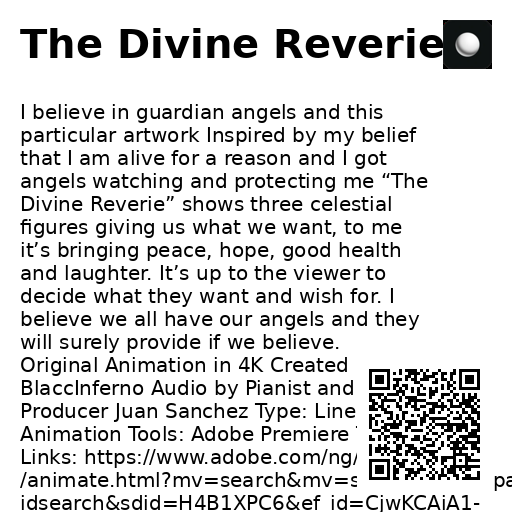 The Divine Reverie
I believe in guardian angels and this
particular artwork Inspired by my belief
that I am alive for a reason and I got
angels watching and protecting me “The
Divine Reverie” shows three celestial
figures giving us what we want, to me
it’s bringing peace, hope, good health
and laughter. It’s up to the viewer to
decide what they want and wish for. I
believe we all have our angels and they
will surely provide if we believe.
Original Animation in 4K Created
BlaccInferno Audio by Pianist and
Producer Juan Sanchez Type: Line
Animation Tools: Adobe Premiere
Links: https://www.adobe.com/ng/
/animate.html?mv=search&mv=s pa
idsearch&sdid=H4B1XPC6&ef_id=CjwKCAiA1-